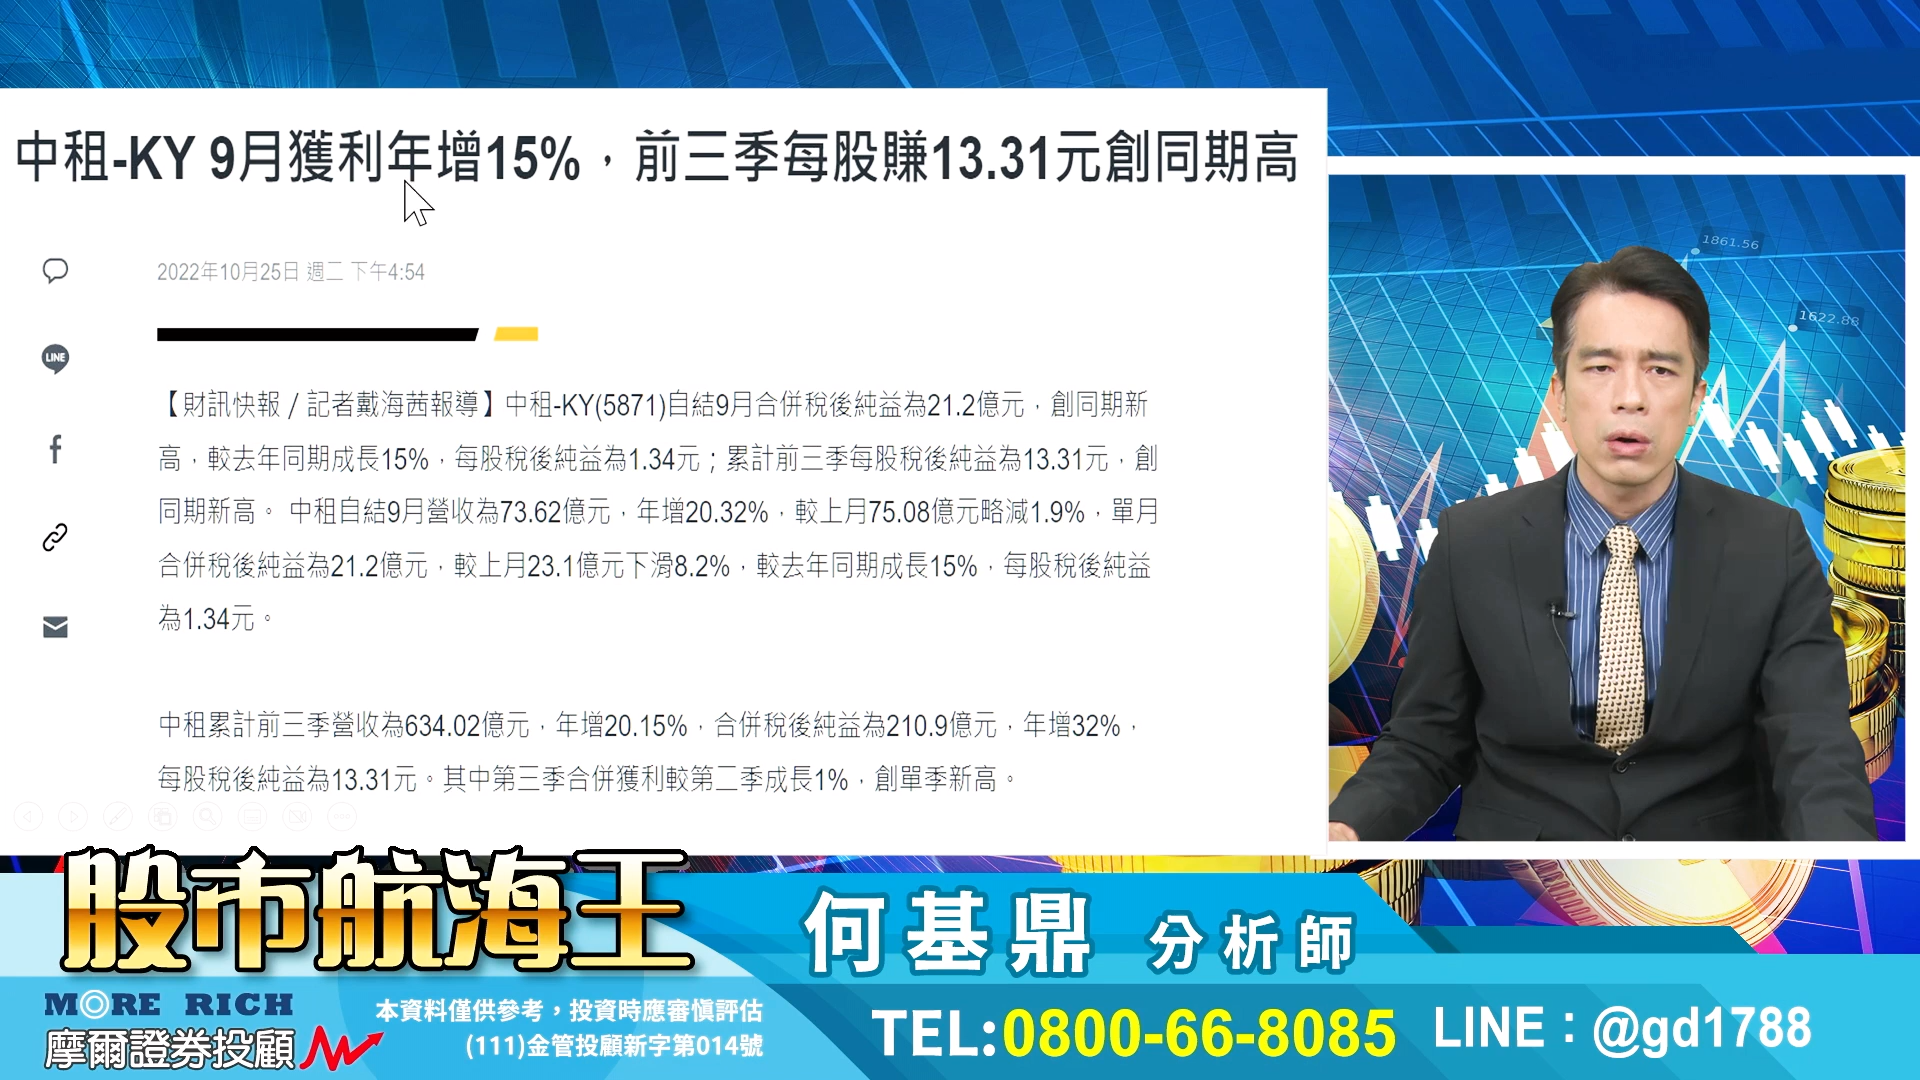 中租-KY 9月獲利年增15%，前三季每股賺13.31元創同期高
2022年10月25日 週二 下午4:54
LINE
【財訊快報／記者戴海茜報導】中租-KY(5871)自結9月合併稅後純益為21.2億元，創同期新
高，較去年同期成長15%，每股稅後純益為1.34元；累計前三季每股稅後純益為13.31元，創
同期新高。 中租自結9月營收為73.62億元，年增20.32%，較上月75.08億元略減1.9%，單月
合併稅後純益為21.2億元，較上月23.1億元下滑8.2%，較去年同期成長15%，每股稅後純益
為1.34元。
中租累計前三季營收為634.02億元，年增20.15%，合併稅後純益為210.9億元，年增32%，
每股稅後純益為13.31元。其中第三季合併獲利較第二季成長1%，創單季新高。
1861.56
1622.88
股市航海王
何基鼎 分析師
MORE RICH
摩爾證券投顧
本資料僅供參考，投資時應審慎評估
(111)金管投顧新字第014號
TEL:0800-66-8085
LINE：@gd1788